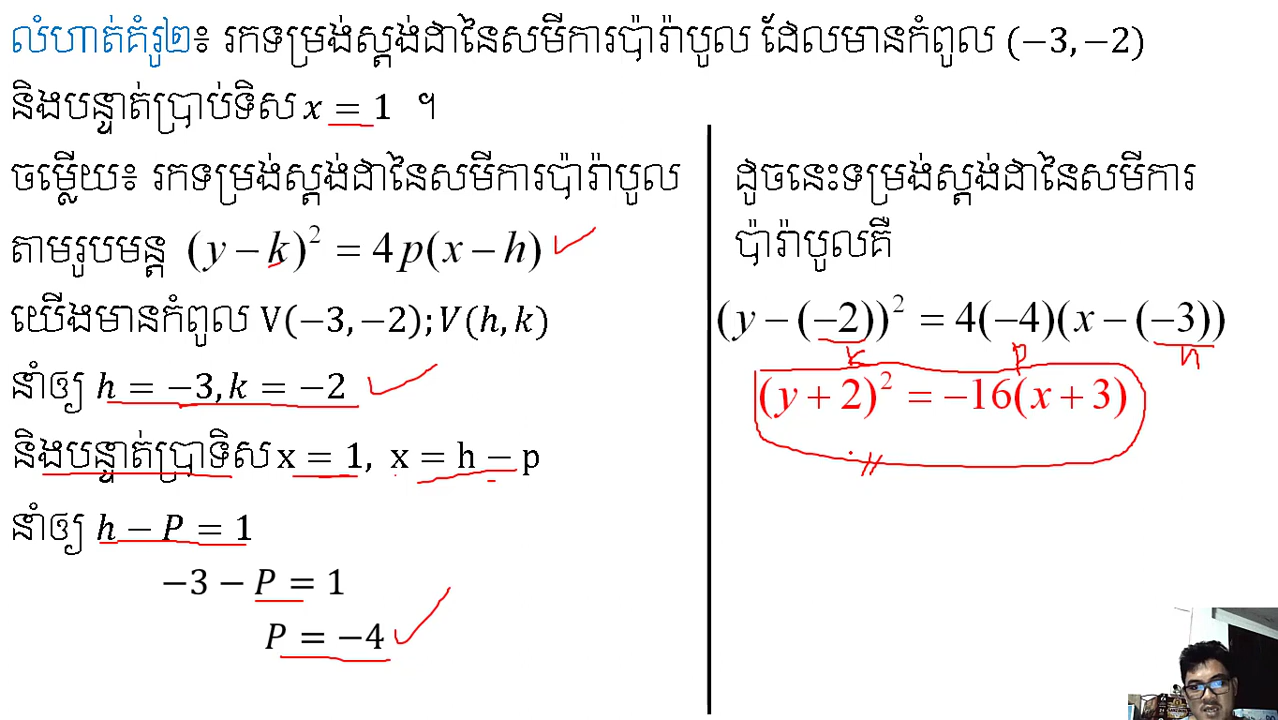 លំហាត់គំរូ២៖ រកទម្រង់ស្តង់ដានៃសមីការប៉ារ៉ាបូល ដែលមានកំពូល (−3,−2)
និងបន្ទាត់ប្រាប់ទិស x = 1 ។
ចម្លើយ៖ រកទម្រង់ស្តង់ដានៃសមីការប៉ារ៉ាបូល
តាមរូបមន្ត (y − k)² = 4p(x − h)
យើងមានកំពូល V(−3,−2); V(h, k)
នាំឲ្យ h = −3, k = −2
និងបន្ទាត់ប្រាទិស x = 1, x = h − p
នាំឲ្យ h − P = 1
−3 − P = 1
P = −4
ដូចនេះទម្រង់ស្តង់ដានៃសមីការ
ប៉ារ៉ាបូលគឺ
(y − (−2))² = 4(−4)(x − (−3))
k p h
(y + 2)² = −16(x + 3)